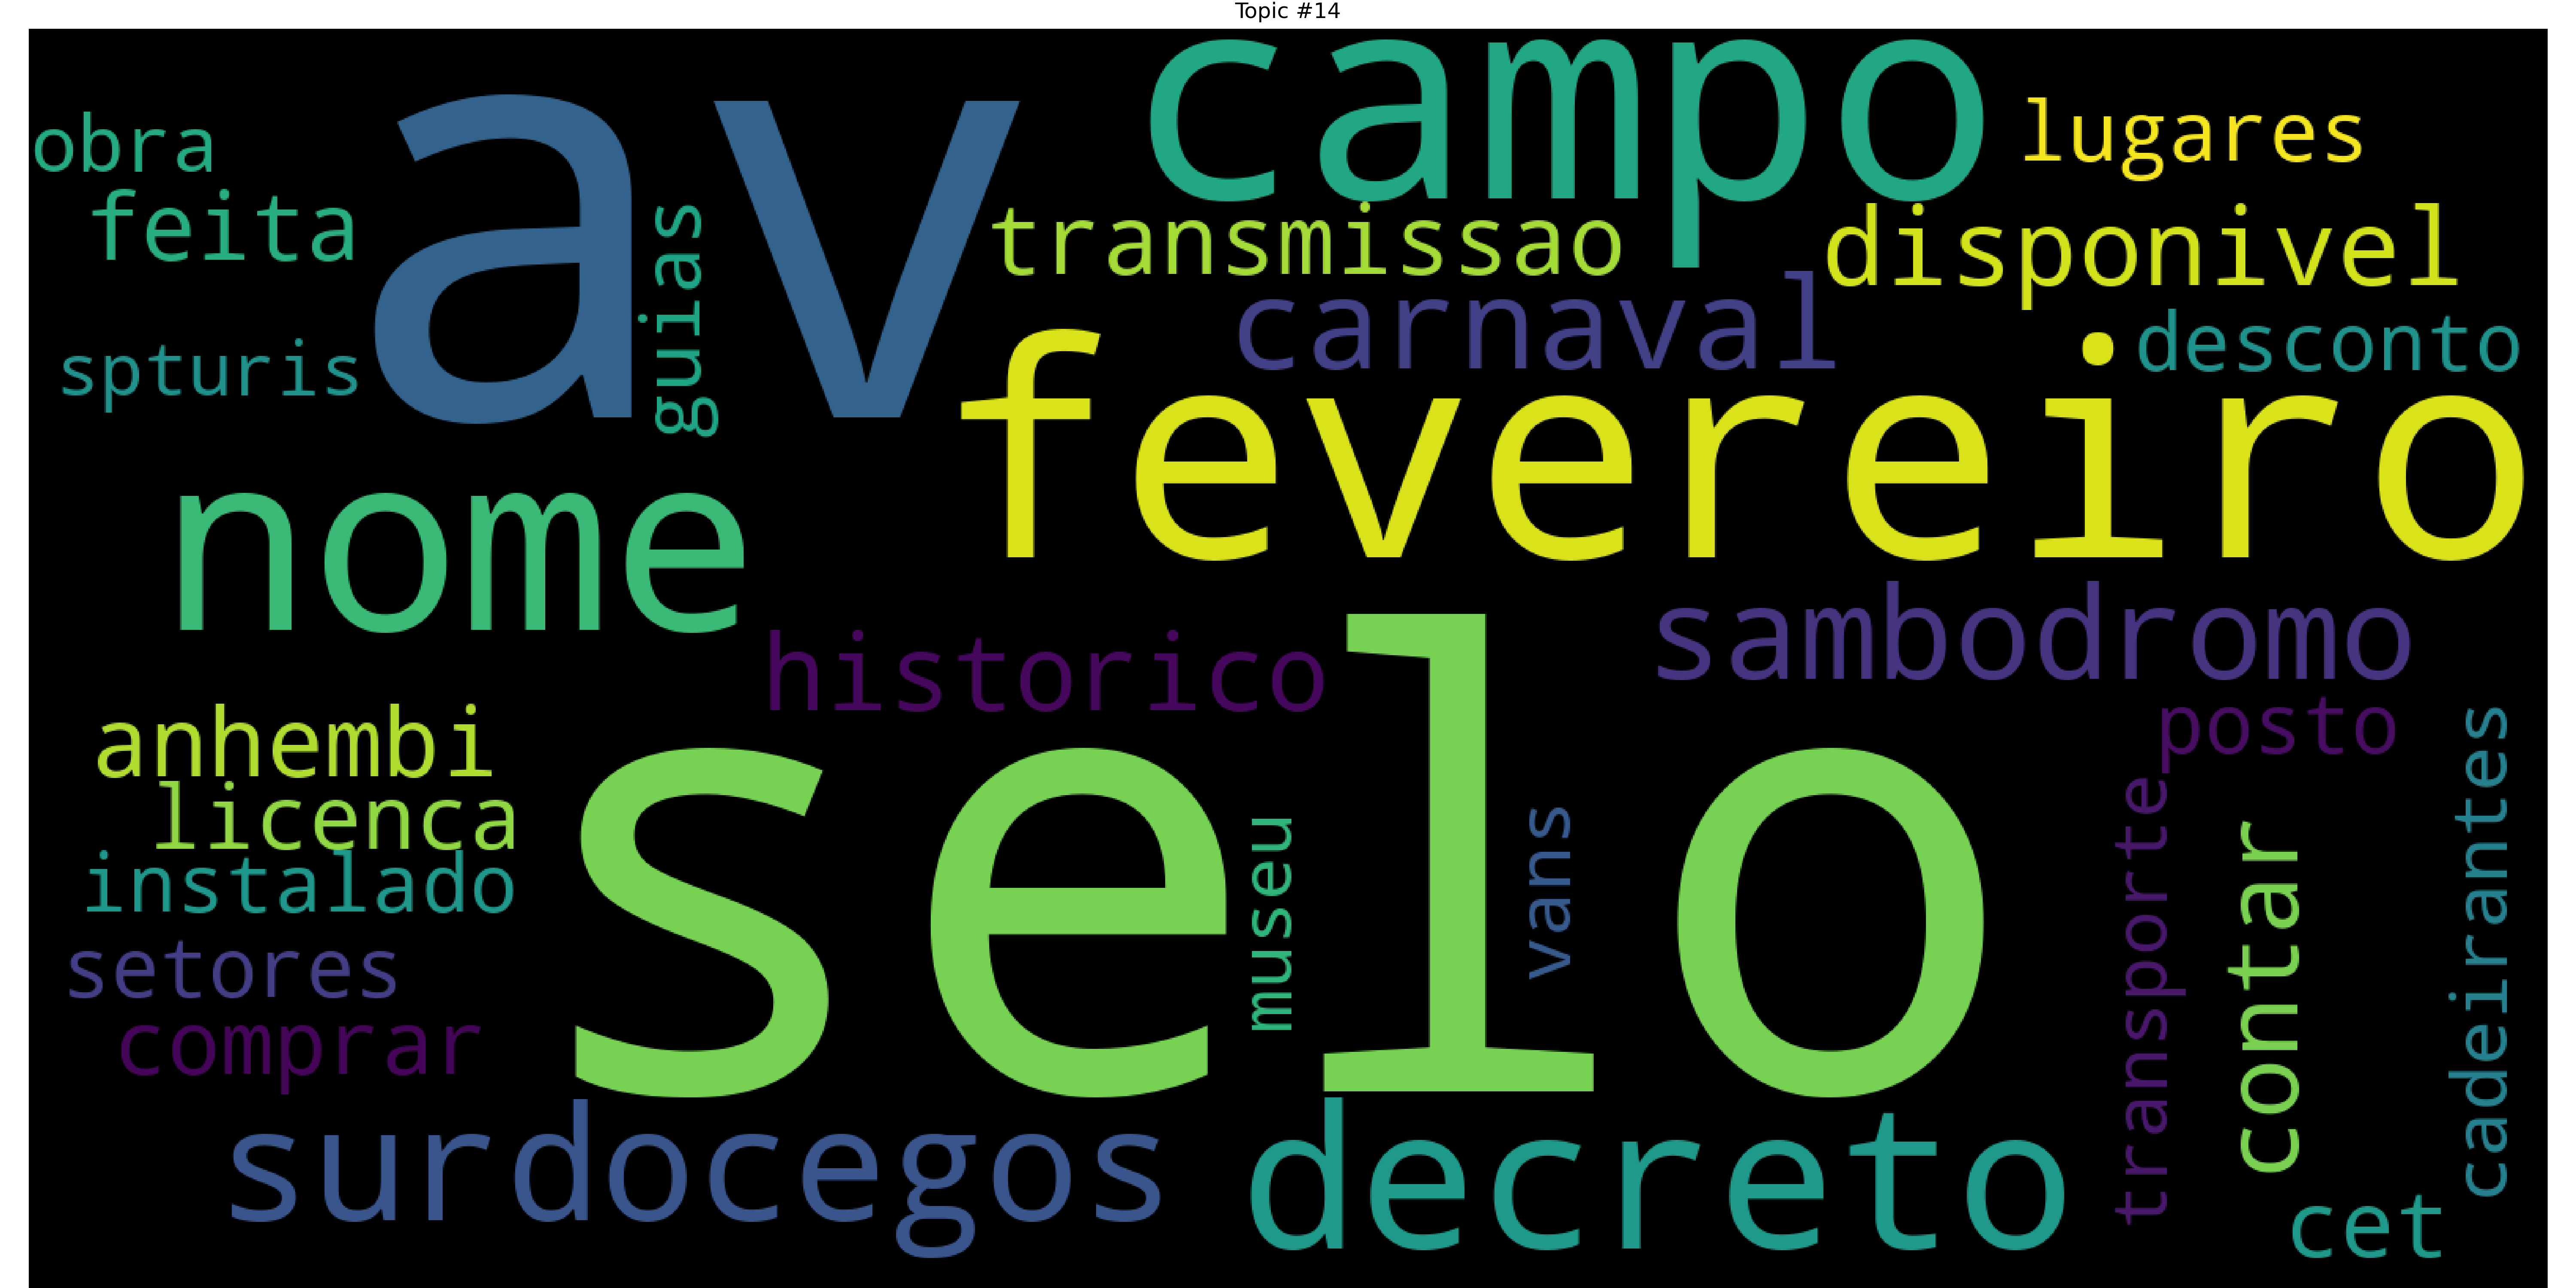 Topic #14
av
campo
lugares
obra
feita
guias
transmissao
disponivel
carnaval
desconto
spturis
fevereiro
nome
sambodromo
historico
selo
anhembi
posto
licenca
instalado
museu
vans
transporte
contar
cadeirantes
setores
comprar
surdocegos
decreto
cet